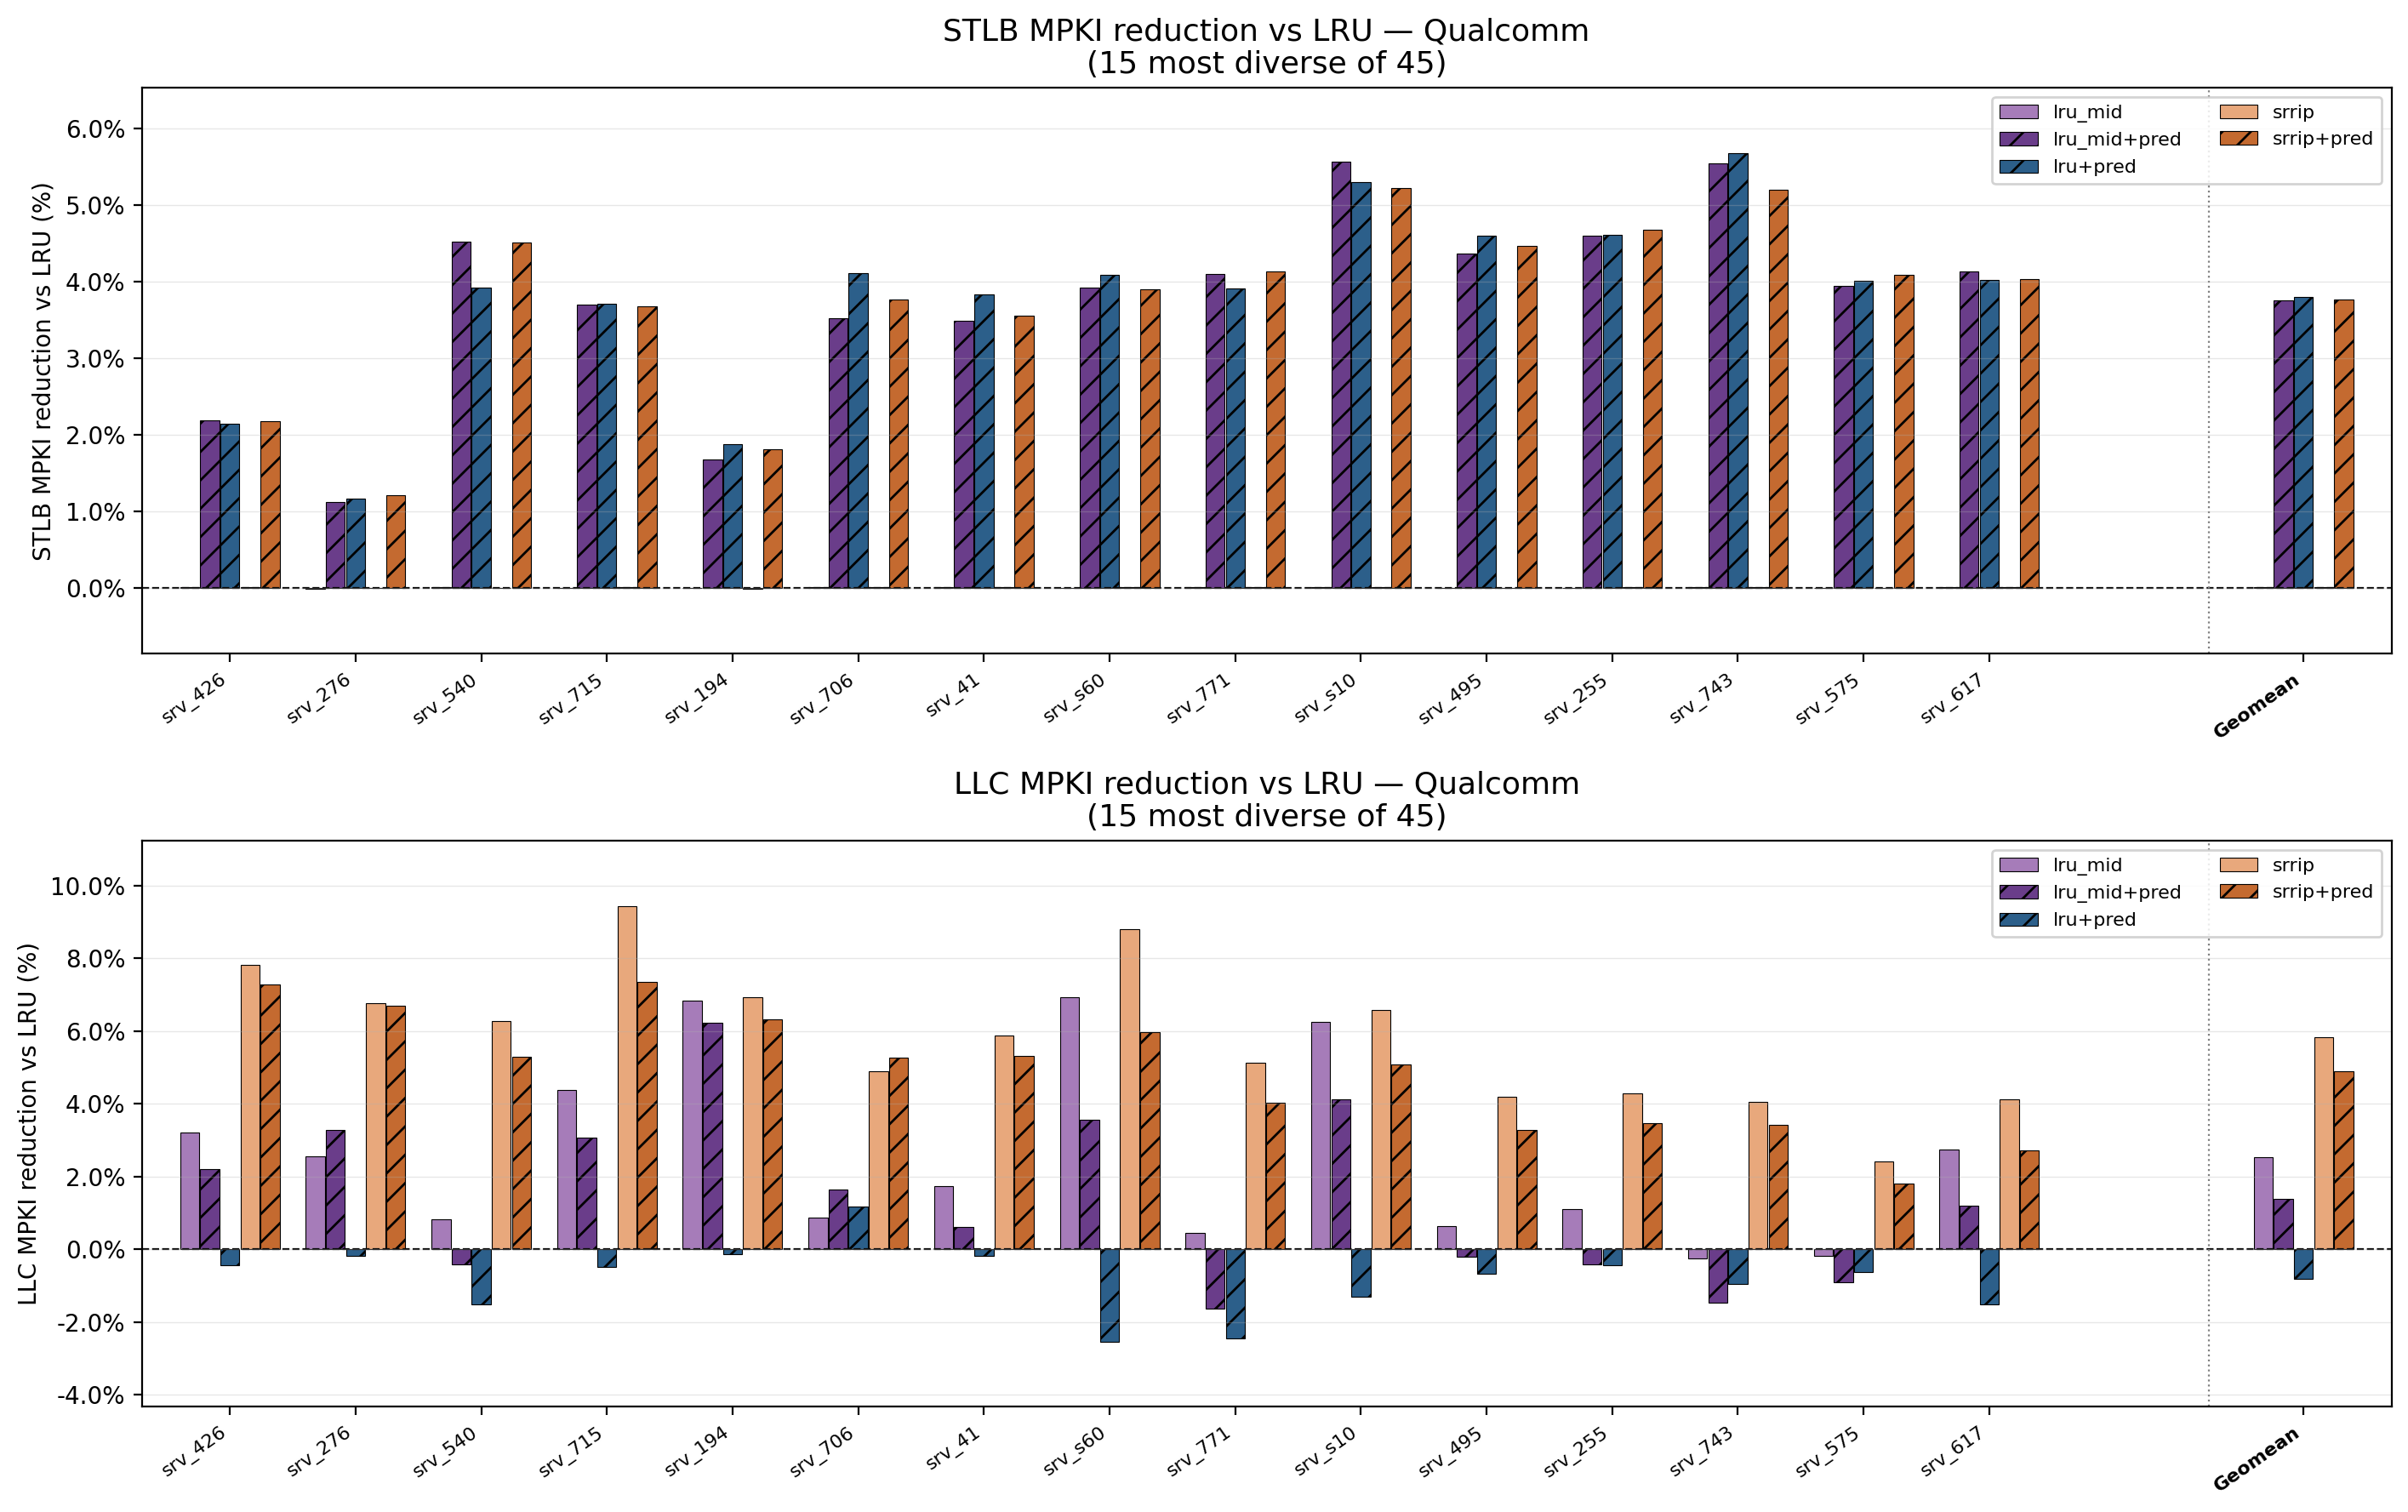 STLB MPKI reduction vs LRU — Qualcomm
(15 most diverse of 45)
STLB MPKI reduction vs LRU (%)
6.0%
5.0%
4.0%
3.0%
2.0%
1.0%
0.0%
lru_mid
lru_mid+pred
lru+pred
srrip
srrip+pred
srv_426
srv_276
srv_540
srv_715
srv_194
srv_706
srv_41
srv_s60
srv_771
srv_s10
srv_495
srv_255
srv_743
srv_575
srv_617
Geomean
LLC MPKI reduction vs LRU — Qualcomm
(15 most diverse of 45)
LLC MPKI reduction vs LRU (%)
10.0%
8.0%
6.0%
4.0%
2.0%
0.0%
-2.0%
-4.0%
lru_mid
lru_mid+pred
lru+pred
srrip
srrip+pred
srv_426
srv_276
srv_540
srv_715
srv_194
srv_706
srv_41
srv_s60
srv_771
srv_s10
srv_495
srv_255
srv_743
srv_575
srv_617
Geomean